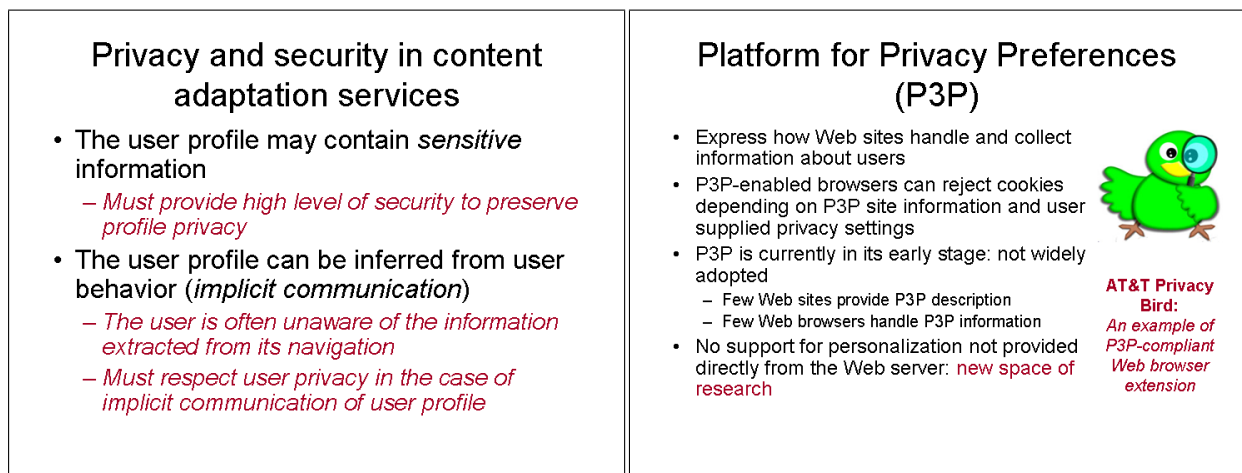 Privacy and security in content
adaptation services
• The user profile may contain sensitive
information
– Must provide high level of security to preserve
profile privacy
• The user profile can be inferred from user
behavior (implicit communication)
– The user is often unaware of the information
extracted from its navigation
– Must respect user privacy in the case of
implicit communication of user profile
Platform for Privacy Preferences
(P3P)
• Express how Web sites handle and collect
information about users
• P3P-enabled browsers can reject cookies
depending on P3P site information and user
supplied privacy settings
• P3P is currently in its early stage: not widely
adopted
– Few Web sites provide P3P description
– Few Web browsers handle P3P information
• No support for personalization not provided
directly from the Web server: new space of
research
AT&T Privacy
Bird:
An example of
P3P-compliant
Web browser
extension